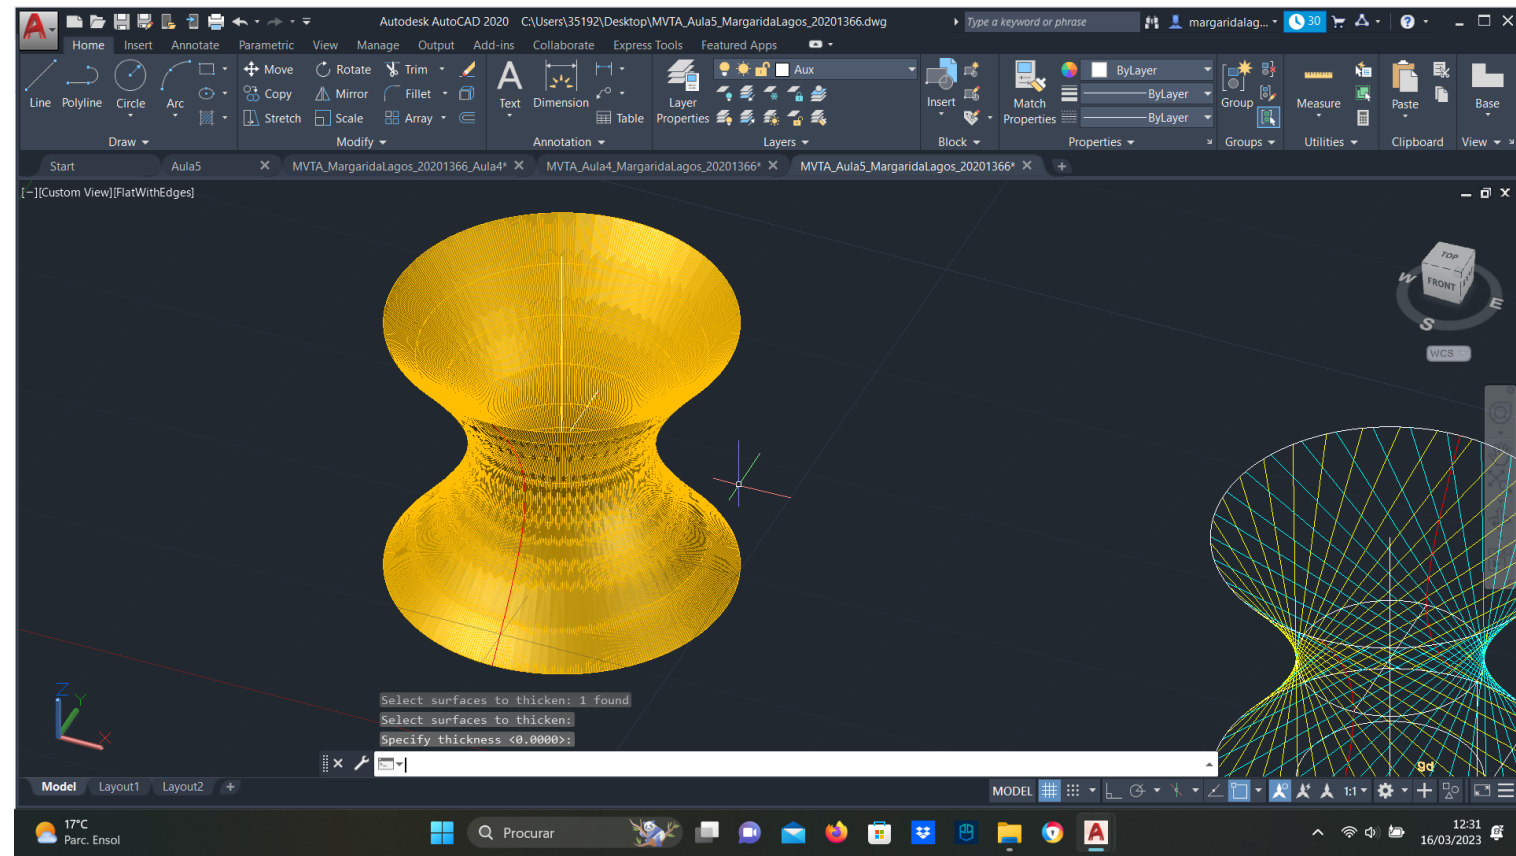 Autodesk AutoCAD 2020 C:\Users\35192\Desktop\MVTA_Aula5_MargaridaLagos_20201366.dwg Type a keyword or phrase margaridalag... 30
Home Insert Annotate Parametric View Manage Output Add-ins Collaborate Express Tools Featured Apps
Line Polyline Circle Arc
Move Rotate Trim
Copy Mirror Fillet
Stretch Scale Array
Text Dimension Table
Layer Properties
Aux
Insert
Match Properties
ByLayer
ByLayer
ByLayer
Group
Measure
Paste
Base
Draw Modify Annotation Layers Block Properties Groups Utilities Clipboard View
Start Aula5 MVTA_MargaridaLagos_20201366_Aula4* MVTA_Aula4_MargaridaLagos_20201366* MVTA_Aula5_MargaridaLagos_20201366*
[−][Custom View][FlatWithEdges]
TOP
FRONT
W
S
E
WCS
Z
Y
X
Select surfaces to thicken: 1 found
Select surfaces to thicken:
Specify thickness <0.0000>:
gd
Model Layout1 Layout2
MODEL 1:1
17°C
Parc. Ensol
Procurar
12:31
16/03/2023